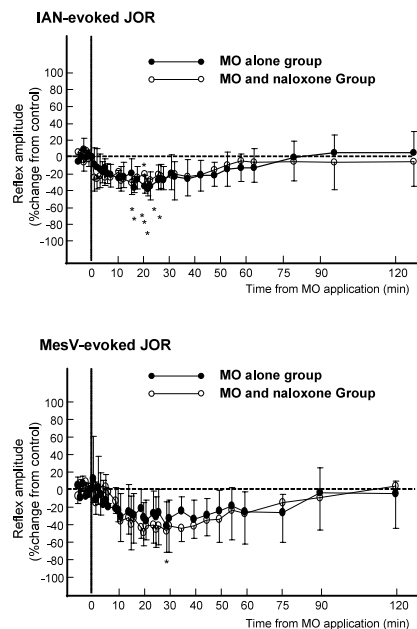 IAN-evoked JOR
MO alone group
MO and naloxone Group
Reflex amplitude
(%change from control)
100
80
60
40
20
0
-20
-40
-60
-80
-100
*
* * * * * * *
0 10 20 30 40 50 60 75 90 120
Time from MO application (min)
MesV-evoked JOR
MO alone group
MO and naloxone Group
Reflex amplitude
(%change from control)
100
80
60
40
20
0
-20
-40
-60
-80
-100
*
0 10 20 30 40 50 60 75 90 120
Time from MO application (min)